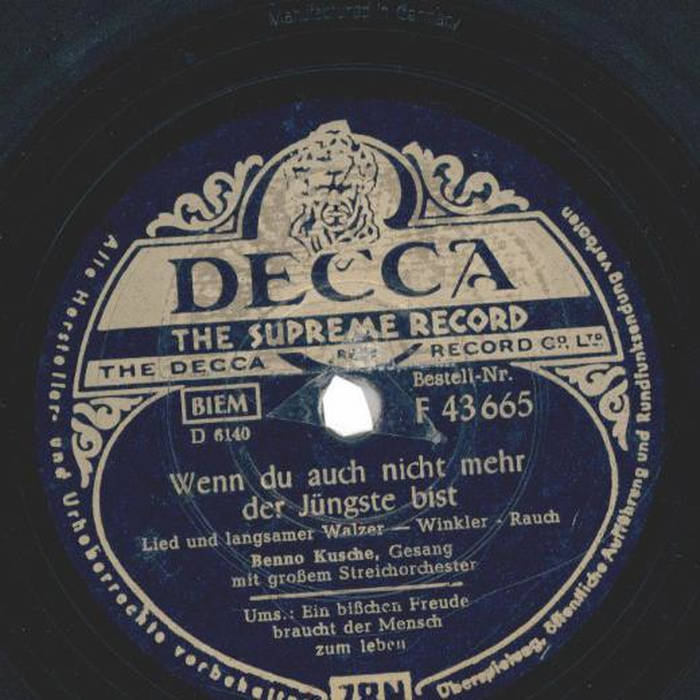 Manufactured in Germany
DECCA
THE SUPREME RECORD
THE DECCA RECORD Co., LTD.
BIEM
D 6140
Bestell-Nr.
F 43665
Wenn du auch nicht mehr
der Jüngste bist
Lied und langsamer Walzer — Winkler - Rauch
Benno Kusche, Gesang
mit großem Streichorchester
Ums.: Ein bißchen Freude
braucht der Mensch
zum leben
78M
Alle Hersteller- und Urheberrechte vorbehalten
Überspielung, öffentliche Aufführung und Rundfunksendung verboten